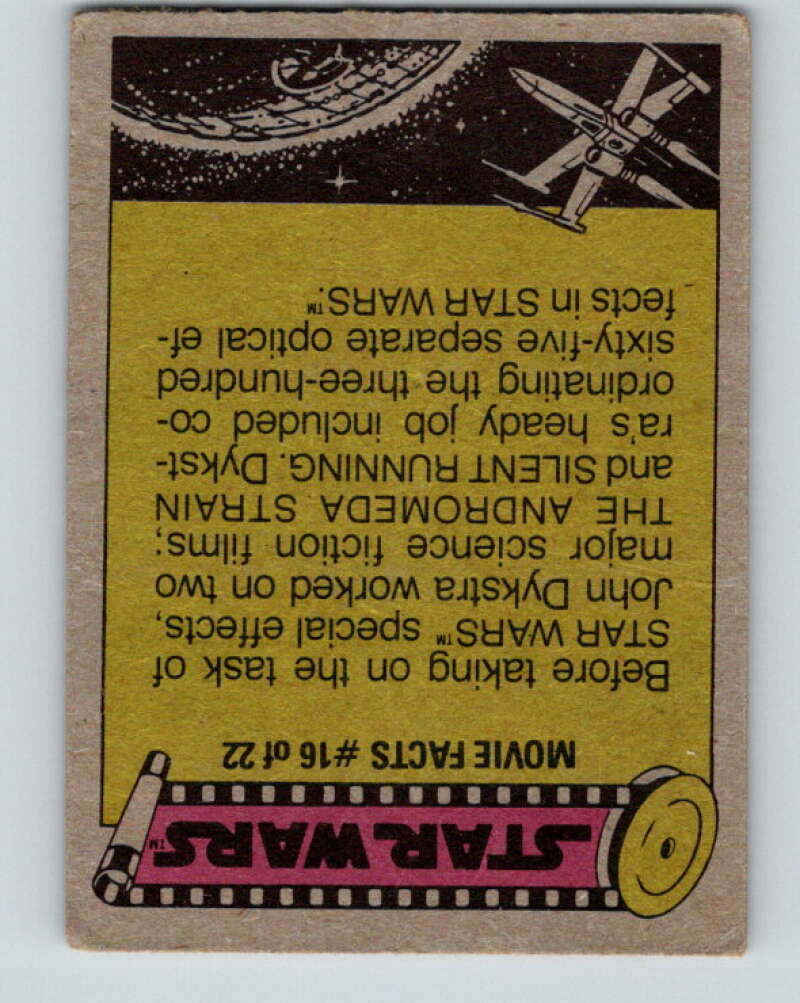 STAR WARS™
MOVIE FACTS #16 of 22
Before taking on the task of
STAR WARS™ special effects,
John Dykstra worked on two
major science fiction films;
THE ANDROMEDA STRAIN
and SILENT RUNNING. Dykst-
ra's heady job included co-
ordinating the three-hundred
sixty-five separate optical ef-
fects in STAR WARS.™